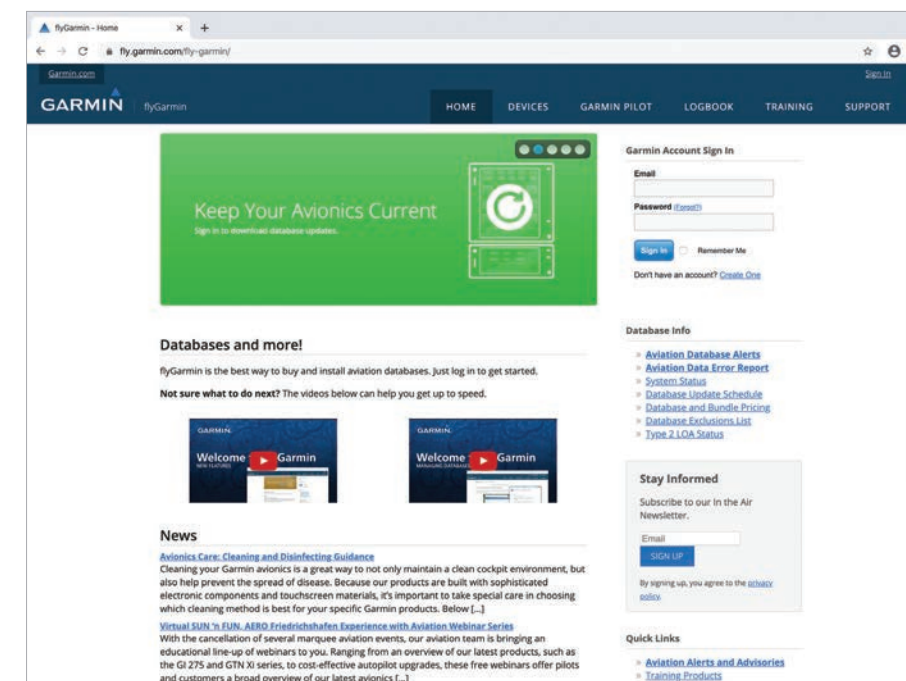 flyGarmin - Home
fly.garmin.com/fly-garmin/
Garmin.com
Sign In
GARMIN
flyGarmin
HOME
DEVICES
GARMIN PILOT
LOGBOOK
TRAINING
SUPPORT
Keep Your Avionics Current
Sign in to download database updates.
Databases and more!
flyGarmin is the best way to buy and install aviation databases. Just log in to get started.
Not sure what to do next? The videos below can help you get up to speed.
GARMIN
Welcome Garmin
NEW FEATURES
GARMIN
Welcome Garmin
MANAGING DATABASES
News
Avionics Care: Cleaning and Disinfecting Guidance
Cleaning your Garmin avionics is a great way to not only maintain a clean cockpit environment, but
also help prevent the spread of disease. Because our products are built with sophisticated
electronic components and touchscreen materials, it's important to take special care in choosing
which cleaning method is best for your specific Garmin products. Below [...]
Virtual SUN 'n FUN, AERO Friedrichshafen Experience with Aviation Webinar Series
With the cancellation of several marquee aviation events, our aviation team is bringing an
educational line-up of webinars to you. Ranging from an overview of our latest products, such as
the GI 275 and GTN Xi series, to cost-effective autopilot upgrades, these free webinars offer pilots
and customers a broad overview of our latest avionics [...]
Garmin Account Sign In
Email
Password (Forgot?)
Sign In
Remember Me
Don't have an account? Create One
Database Info
» Aviation Database Alerts
» Aviation Data Error Report
» System Status
» Database Update Schedule
» Database and Bundle Pricing
» Database Exclusions List
» Type 2 LOA Status
Stay Informed
Subscribe to our In the Air
Newsletter.
Email
SIGN UP
By signing up, you agree to the privacy
policy.
Quick Links
» Aviation Alerts and Advisories
» Training Products